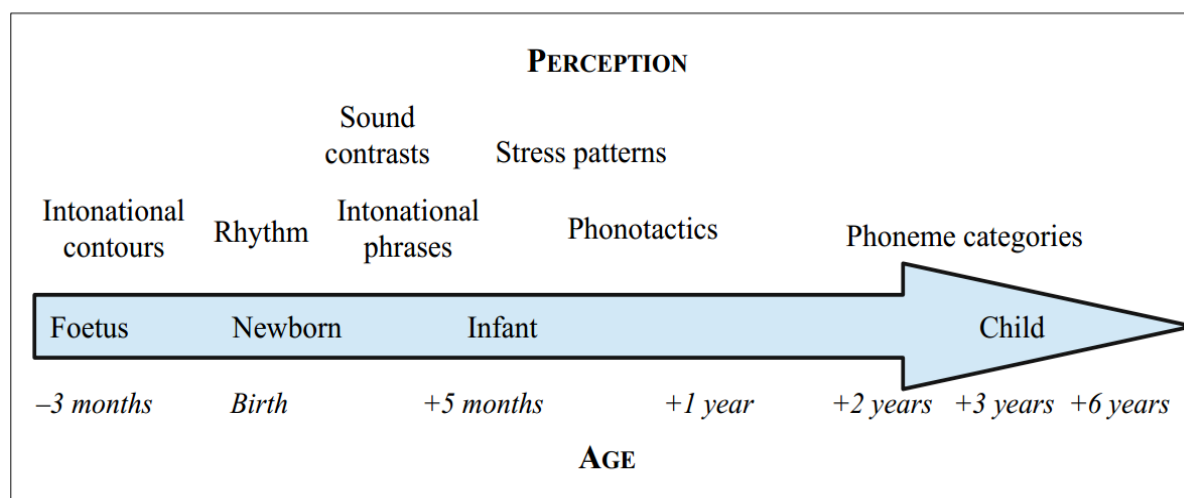 PERCEPTION
Sound
contrasts
Stress patterns
Intonational
contours
Rhythm
Intonational
phrases
Phonotactics
Phoneme categories
Foetus Newborn Infant Child
–3 months Birth +5 months +1 year +2 years +3 years +6 years
AGE